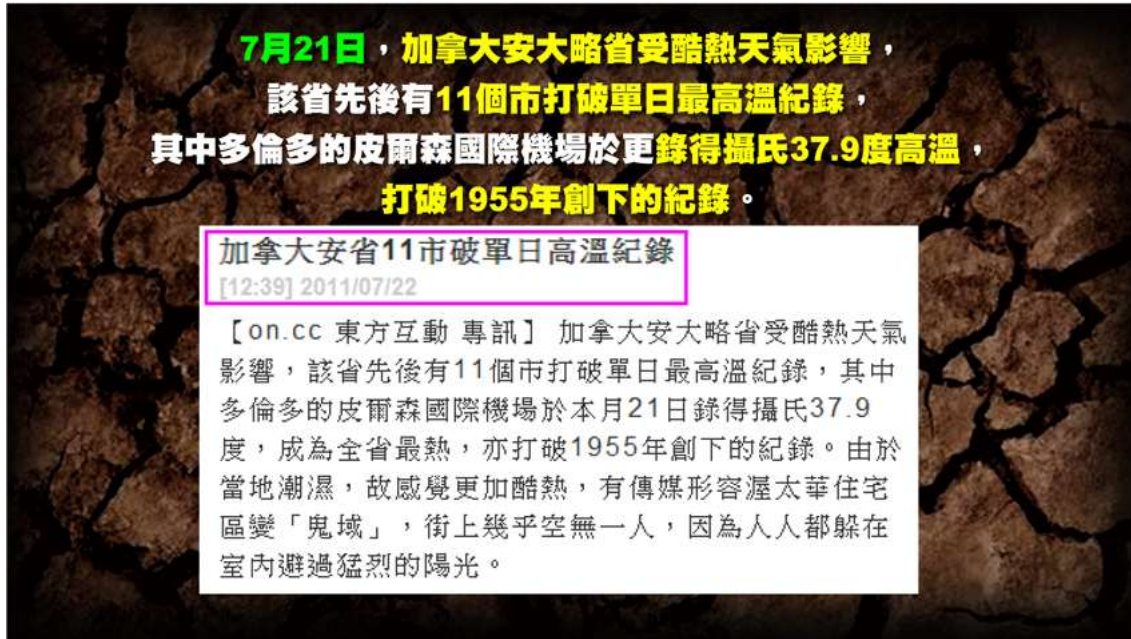 7月21日，加拿大安大略省受酷熱天氣影響，
該省先後有11個市打破單日最高溫紀錄，
其中多倫多的皮爾森國際機場於更錄得攝氏37.9度高溫，
打破1955年創下的紀錄。
加拿大安省11市破單日高溫紀錄
[12:39] 2011/07/22
【on.cc 東方互動 專訊】 加拿大安大略省受酷熱天氣
影響，該省先後有11個市打破單日最高溫紀錄，其中
多倫多的皮爾森國際機場於本月21日錄得攝氏37.9
度，成為全省最熱，亦打破1955年創下的紀錄。由於
當地潮濕，故感覺更加酷熱，有傳媒形容渥太華住宅
區變「鬼域」，街上幾乎空無一人，因為人人都躲在
室內避過猛烈的陽光。